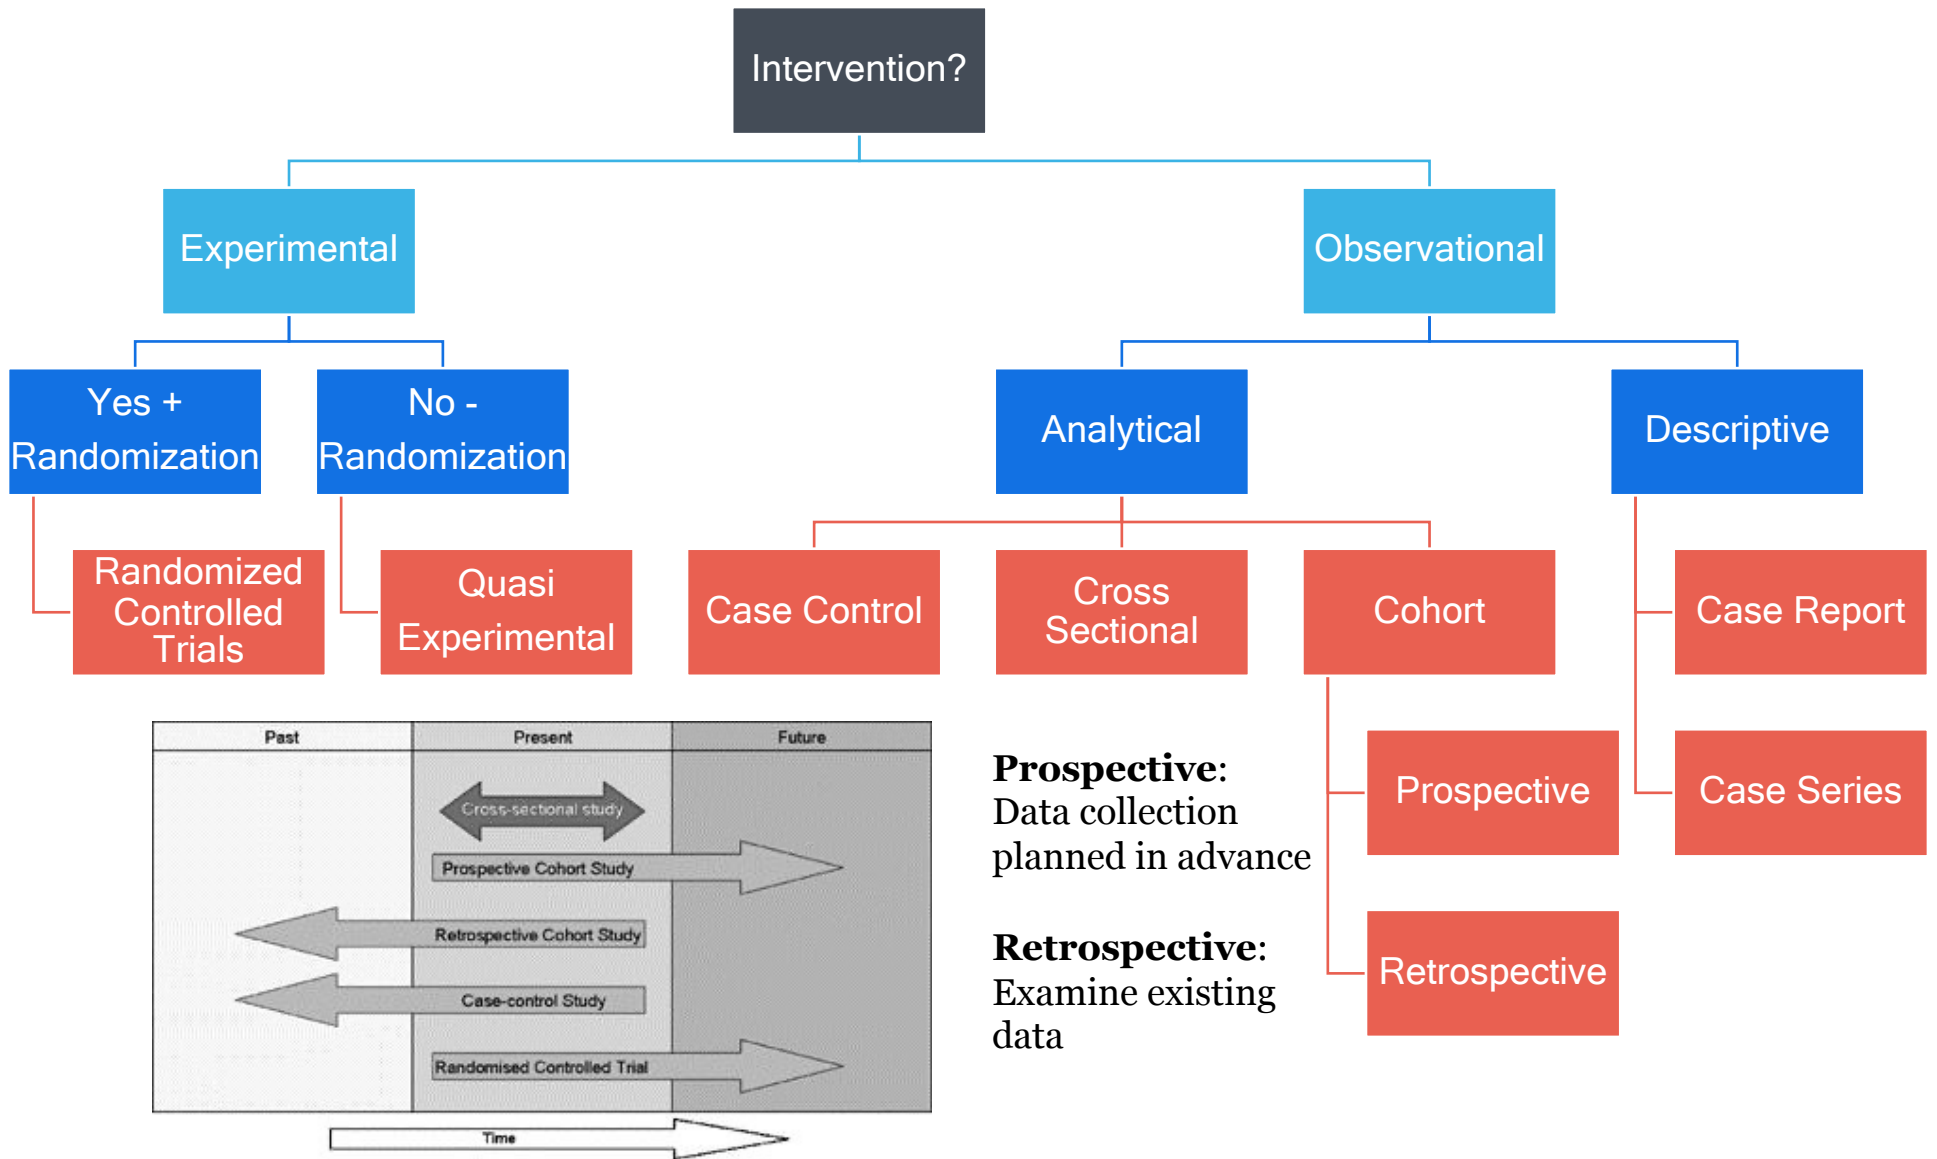 Intervention?
Experimental
Observational
Yes +
Randomization
No -
Randomization
Analytical
Descriptive
Randomized
Controlled
Trials
Quasi
Experimental
Case Control
Cross
Sectional
Cohort
Case Report
Prospective
Case Series
Retrospective
Past
Present
Future
Cross-sectional study
Prospective Cohort Study
Retrospective Cohort Study
Case-control Study
Randomised Controlled Trial
Time
Prospective:
Data collection
planned in advance
Retrospective:
Examine existing
data